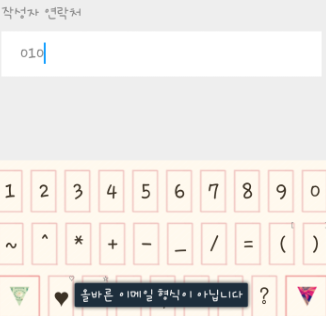 작성자 연락처
010
1 2 3 4 5 6 7 8 9 0
~ ^ * + - _ / = ( )
♥ ?
올바른 이메일 형식이 아닙니다